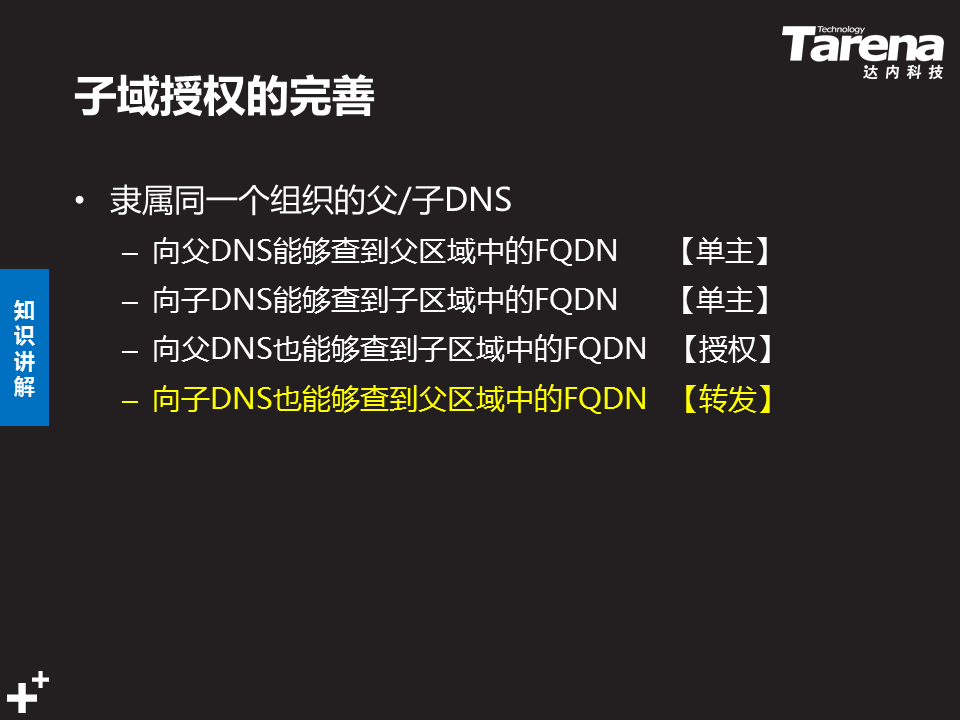 Technology
Tarena
达内科技
子域授权的完善
• 隶属同一个组织的父/子DNS
– 向父DNS能够查到父区域中的FQDN 【单主】
– 向子DNS能够查到子区域中的FQDN 【单主】
– 向父DNS也能够查到子区域中的FQDN 【授权】
– 向子DNS也能够查到父区域中的FQDN 【转发】
知识讲解